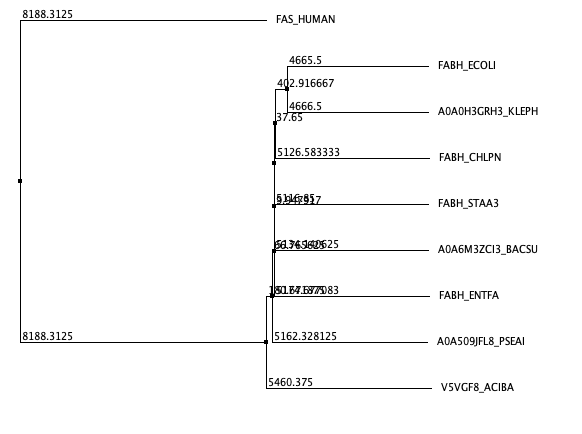 8188.3125
FAS_HUMAN
4665.5
FABH_ECOLI
402.916667
4666.5
A0A0H3GRH3_KLEPH
37.65
5126.583333
FABH_CHLPN
FABH_STAA3
A0A6M3ZCI3_BACSU
FABH_ENTFA
8188.3125
5162.328125
A0A509JFL8_PSEAI
5460.375
V5VGF8_ACIBA